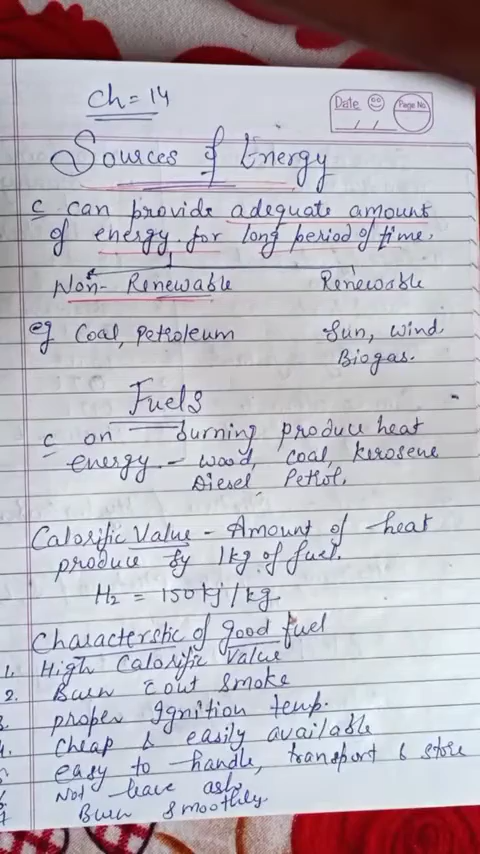 Ch = 14
Date
Page No
Sources of Energy
c can provide adequate amount
of energy for long period of time.
Non-Renewable Renewable
eg Coal, Petroleum Sun, wind,
Biogas.
Fuels
c on burning produce heat
energy - wood, coal, kerosene
Diesel, Petrol.
Calorific Value - Amount of heat
produce by 1kg of fuel.
H2 = 150 kj/kg.
Characterstic of good fuel
1. High Calorific Value
2. Burn c out smoke
3. proper Ignition temp.
4. Cheap & easily available
5. easy to handle, transport & store
6. Not leave ash.
7. Burn smoothly.